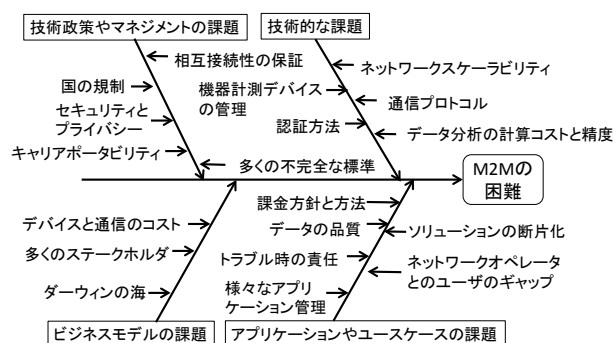 技術政策やマネジメントの課題
相互接続性の保証
国の規制
セキュリティと
プライバシー
キャリアポータビリティ
多くの不完全な標準
技術的な課題
ネットワークスケーラビリティ
機器計測デバイス
の管理
通信プロトコル
認証方法
データ分析の計算コストと精度
M2Mの
困難
デバイスと通信のコスト
多くのステークホルダ
ダーウィンの海
ビジネスモデルの課題
課金方針と方法
データの品質
ソリューションの断片化
トラブル時の責任
ネットワークオペレータ
とのユーザのギャップ
様々なアプリ
ケーション管理
アプリケーションやユースケースの課題